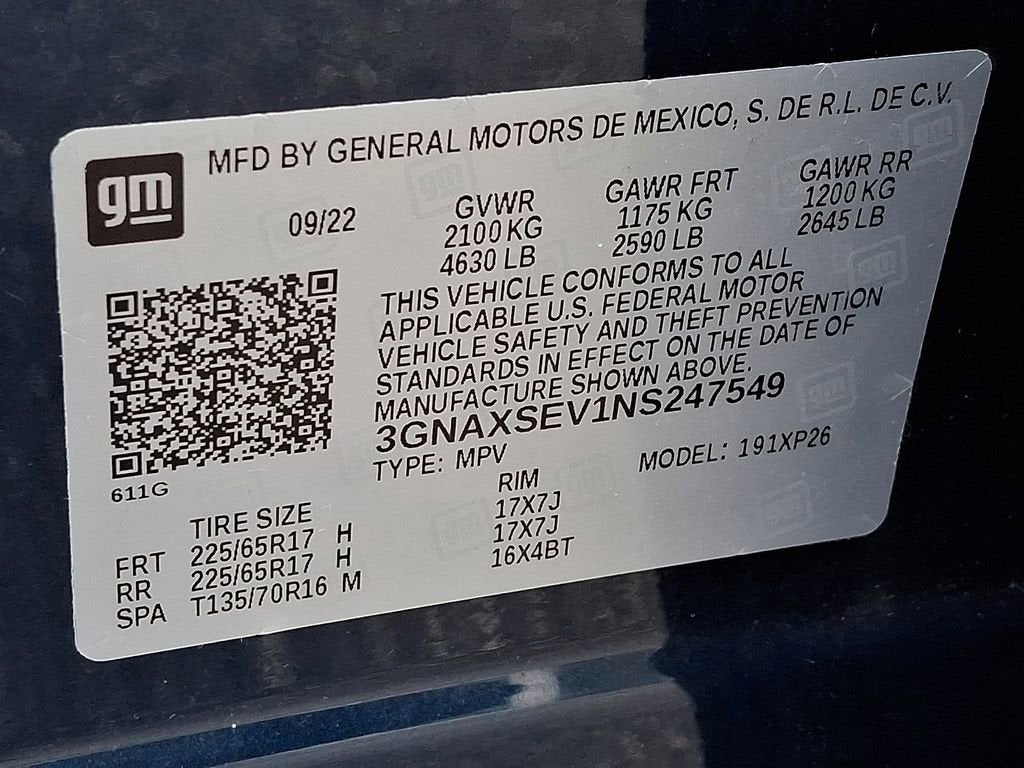 gm
MFD BY GENERAL MOTORS DE MEXICO, S. DE R.L. DE C.V.
09/22
GVWR GAWR FRT GAWR RR
2100 KG 1175 KG 1200 KG
4630 LB 2590 LB 2645 LB
THIS VEHICLE CONFORMS TO ALL
APPLICABLE U.S. FEDERAL MOTOR
VEHICLE SAFETY AND THEFT PREVENTION
STANDARDS IN EFFECT ON THE DATE OF
MANUFACTURE SHOWN ABOVE.
3GNAXSEV1NS247549
TYPE: MPV MODEL: 191XP26
611G
TIRE SIZE RIM
FRT 225/65R17 H 17X7J
RR 225/65R17 H 17X7J
SPA T135/70R16 M 16X4BT